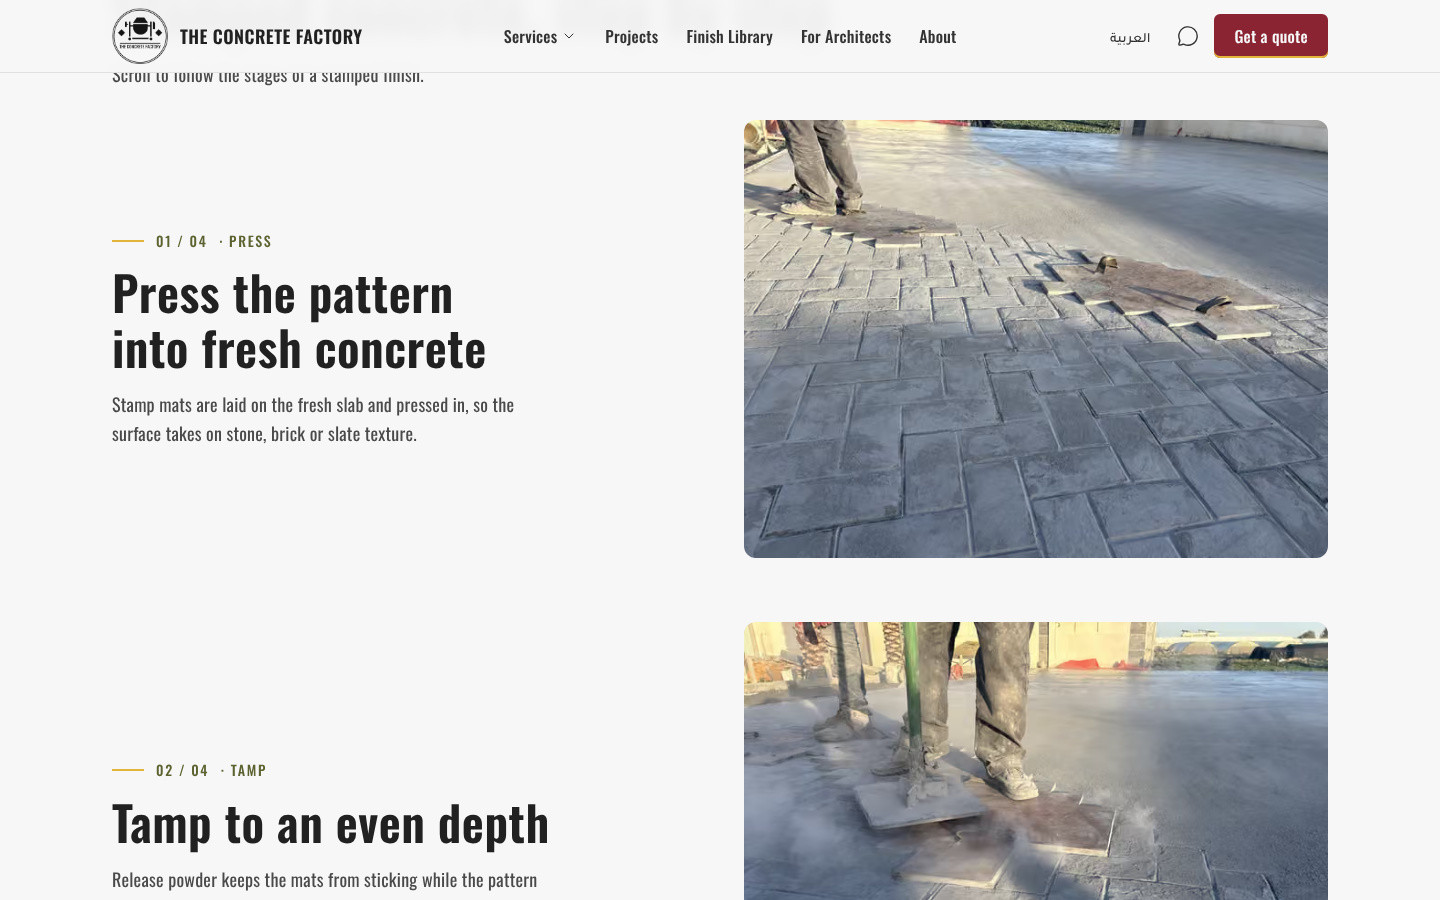 THE CONCRETE FACTORY
THE CONCRETE FACTORY
Services
Projects
Finish Library
For Architects
About
العربية
Get a quote
Scroll to follow the stages of a stamped finish.
01 / 04 · PRESS
Press the pattern
into fresh concrete
Stamp mats are laid on the fresh slab and pressed in, so the
surface takes on stone, brick or slate texture.
02 / 04 · TAMP
Tamp to an even depth
Release powder keeps the mats from sticking while the pattern